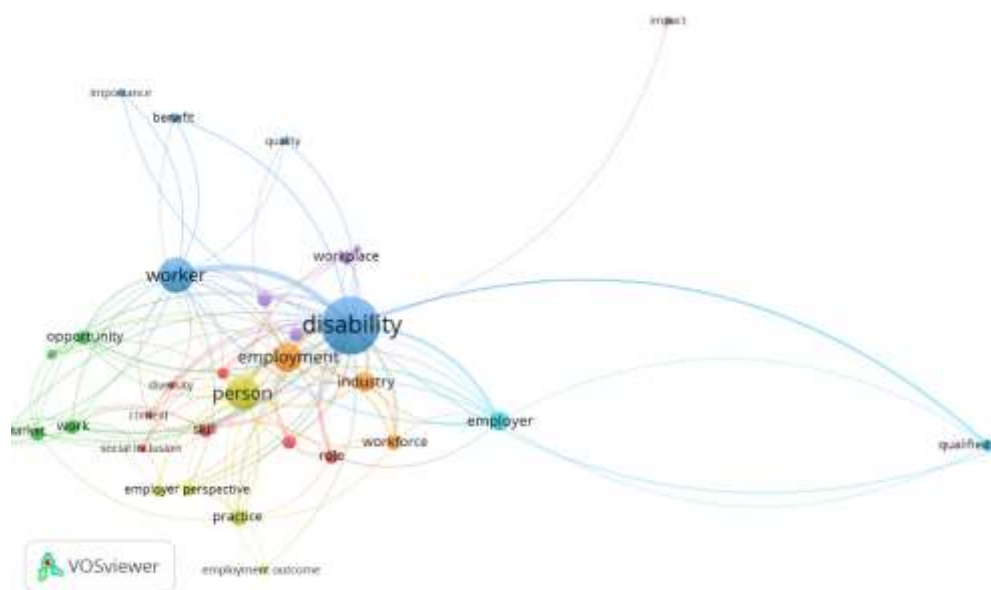 impact
importance
benefit
quality
workplace
worker
disability
opportunity
employment
industry
diversity
person
context
employer
work
skill
arket
social inclusion
workforce
qualified
role
employer perspective
practice
employment outcome
VOSviewer